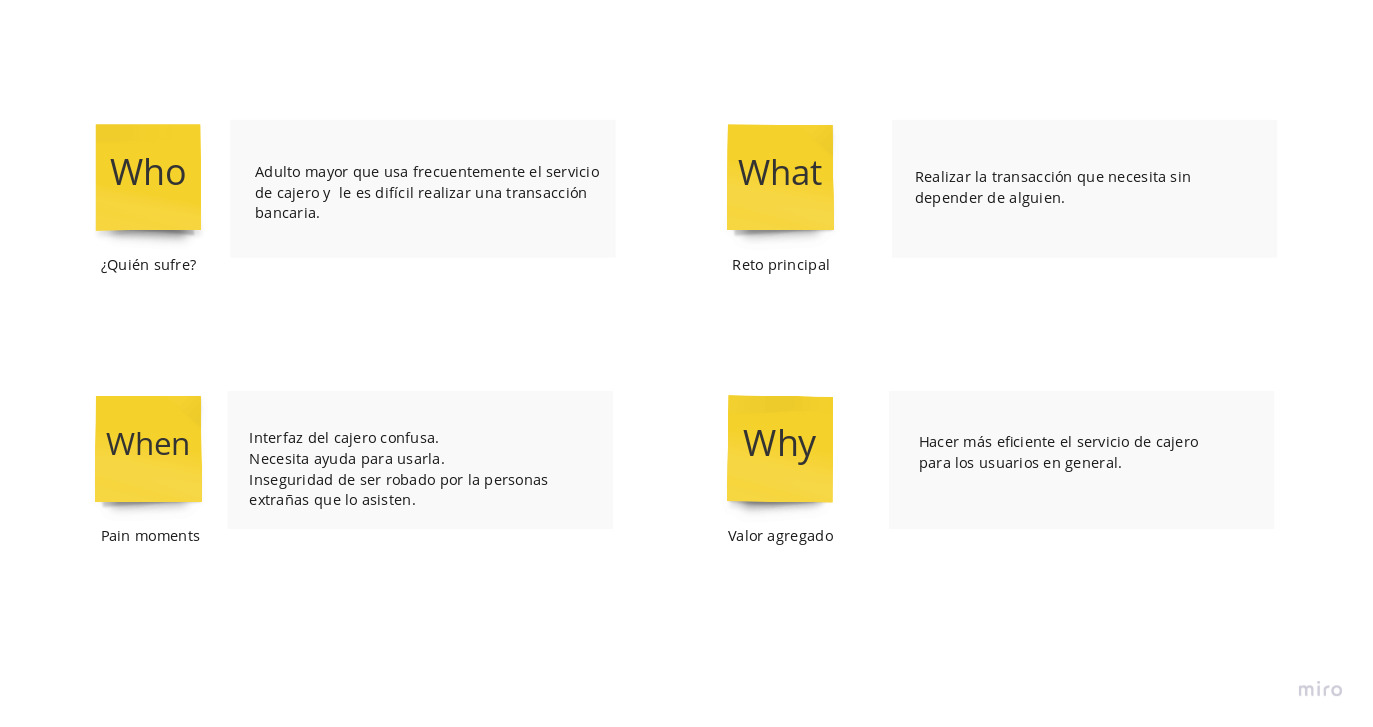 Who
Adulto mayor que usa frecuentemente el servicio
de cajero y  le es difícil realizar una transacción
bancaria.
¿Quién sufre?
What
Realizar la transacción que necesita sin
depender de alguien.
Reto principal
When
Interfaz del cajero confusa.
Necesita ayuda para usarla.
Inseguridad de ser robado por la personas
extrañas que lo asisten.
Pain moments
Why
Hacer más eficiente el servicio de cajero
para los usuarios en general.
Valor agregado
miro